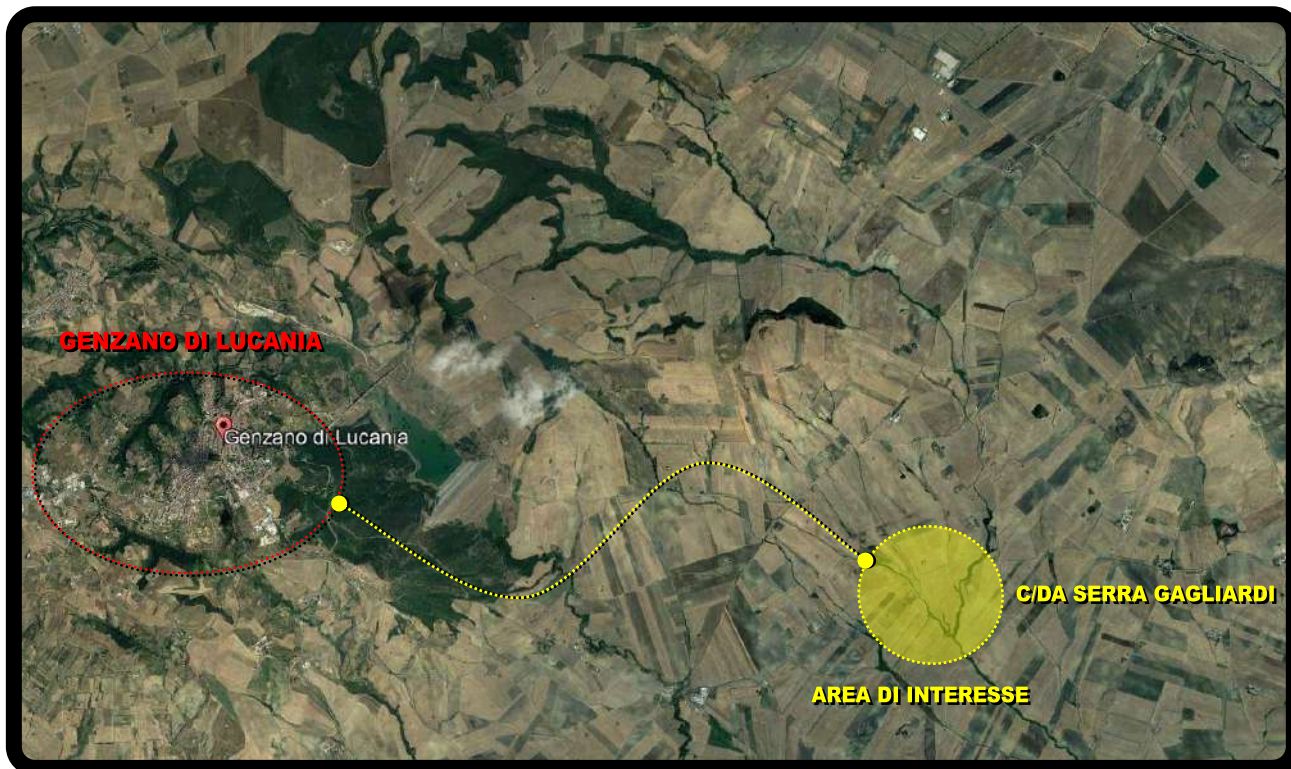 GENZANO DI LUCANIA
Genzano di Lucania
C/DA SERRA GAGLIARDI
AREA DI INTERESSE